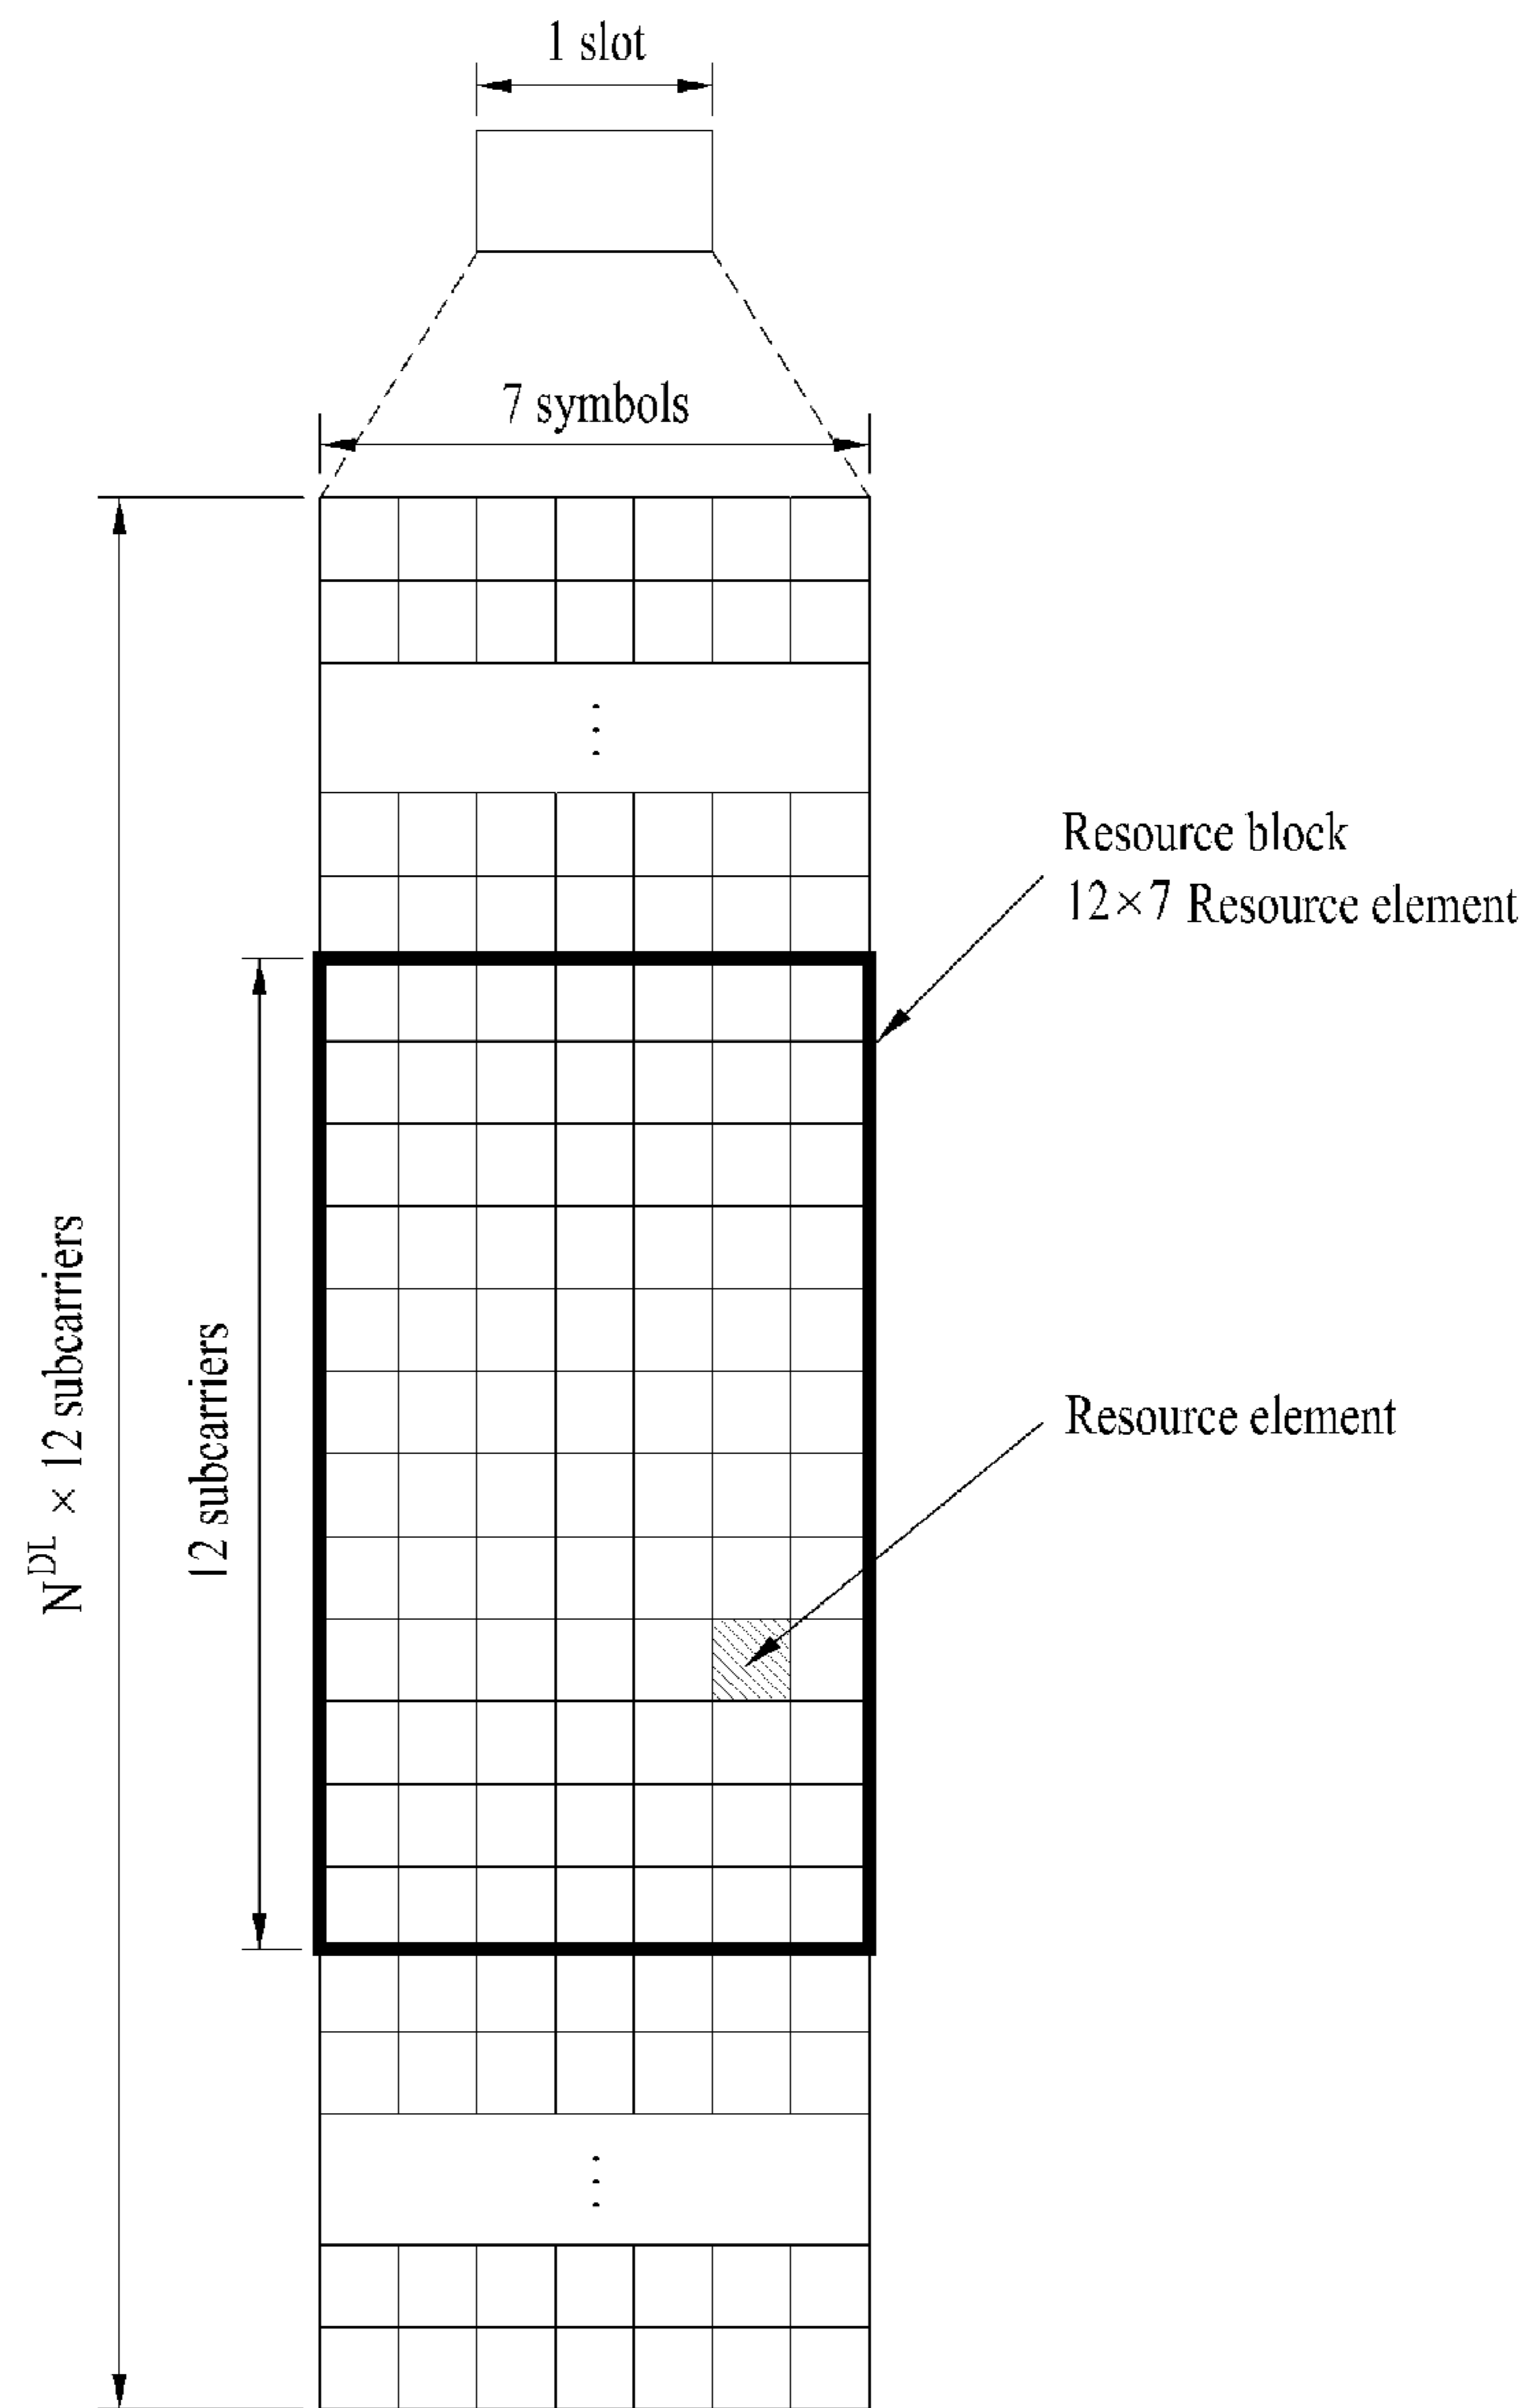 1 slot
7 symbols
Resource block
12×7 Resource element
N^DL × 12 subcarriers
12 subcarriers
Resource element